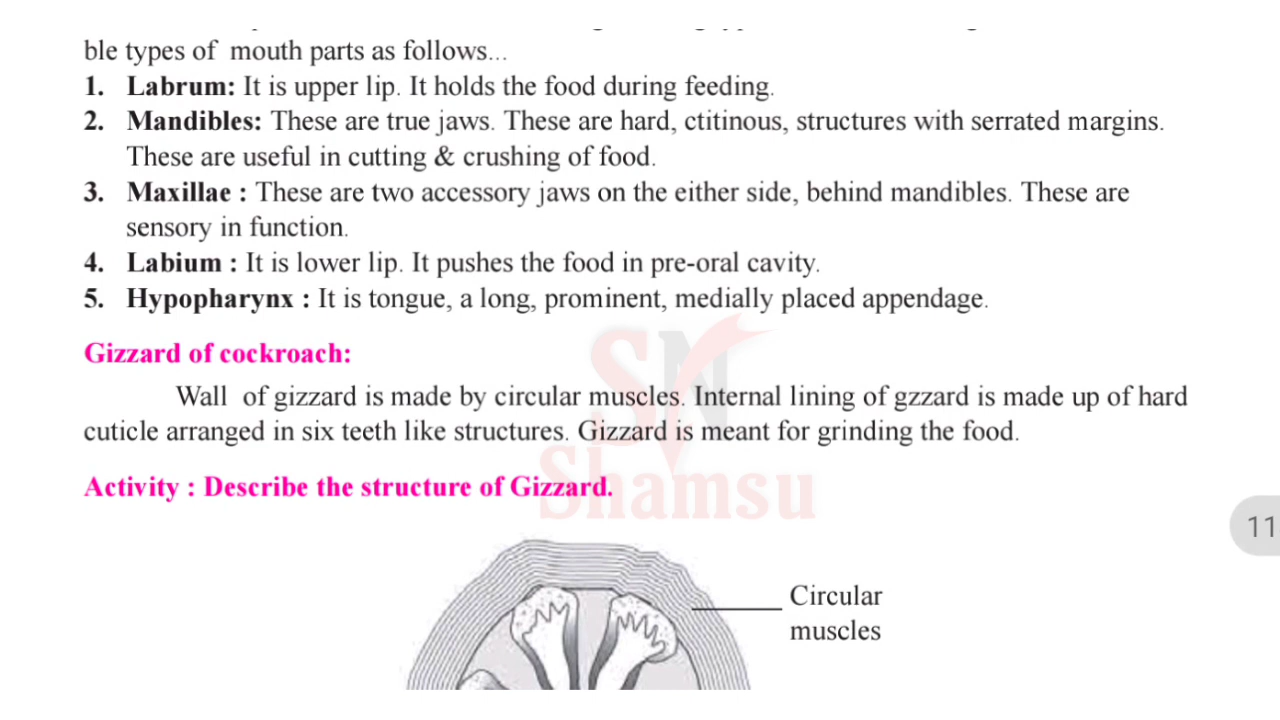 ble types of mouth parts as follows...
1. Labrum: It is upper lip. It holds the food during feeding.
2. Mandibles: These are true jaws. These are hard, ctitinous, structures with serrated margins.
These are useful in cutting & crushing of food.
3. Maxillae : These are two accessory jaws on the either side, behind mandibles. These are
sensory in function.
4. Labium : It is lower lip. It pushes the food in pre-oral cavity.
5. Hypopharynx : It is tongue, a long, prominent, medially placed appendage.
Gizzard of cockroach:
Wall of gizzard is made by circular muscles. Internal lining of gzzard is made up of hard
cuticle arranged in six teeth like structures. Gizzard is meant for grinding the food.
SN
Shamsu
Activity : Describe the structure of Gizzard.
11
Circular
muscles